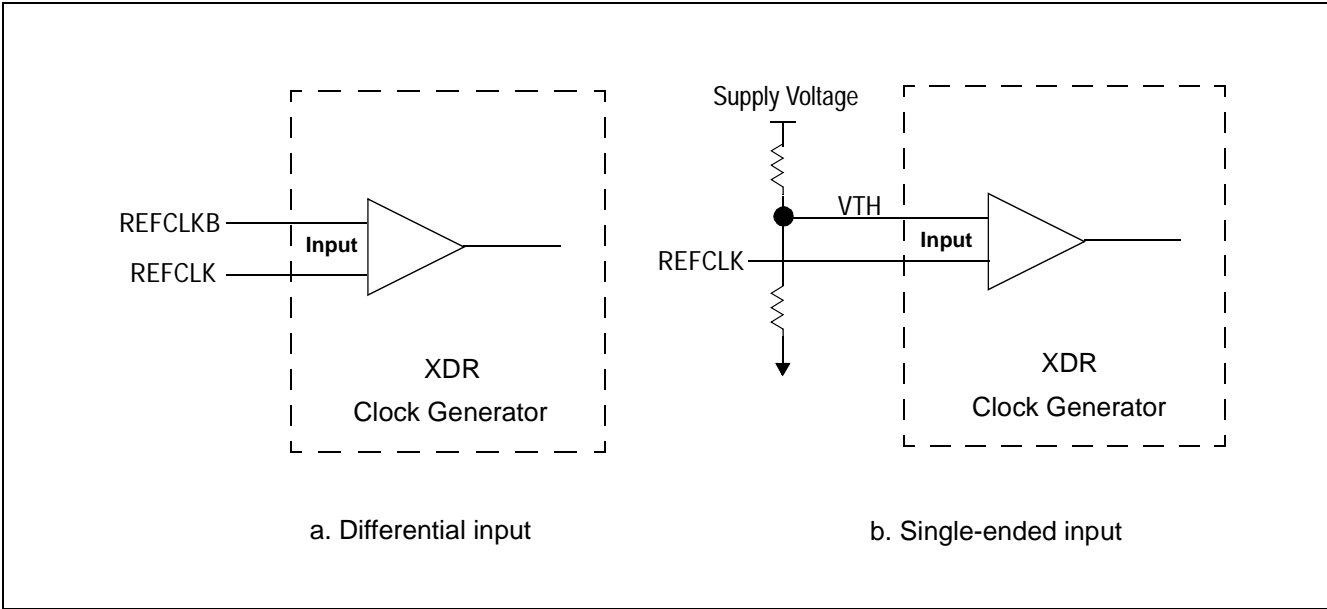 REFCLKB
Input
REFCLK
XDR
Clock Generator
a. Differential input
Supply Voltage
VTH
Input
REFCLK
XDR
Clock Generator
b. Single-ended input